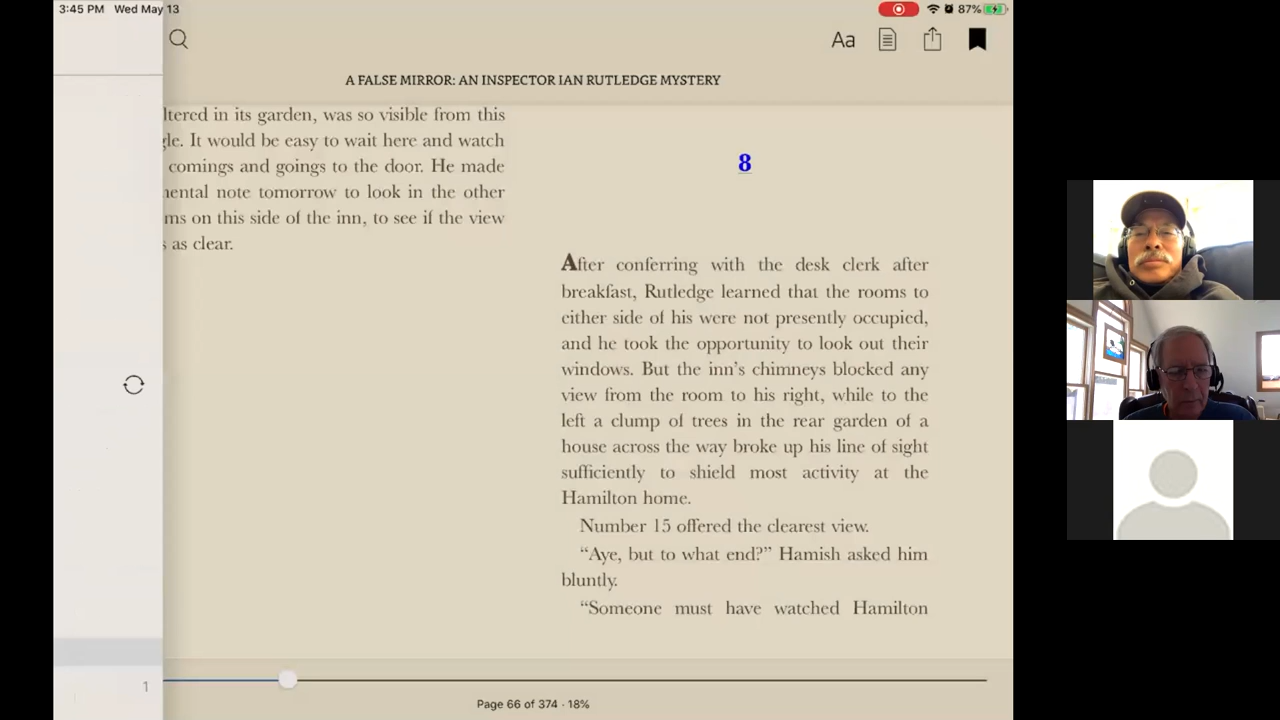 3:45 PM Wed May 13
87%
Aa
A FALSE MIRROR: AN INSPECTOR IAN RUTLEDGE MYSTERY
ltered in its garden, was so visible from this
gle. It would be easy to wait here and watch
comings and goings to the door. He made
mental note tomorrow to look in the other
ms on this side of the inn, to see if the view
s as clear.
8
After conferring with the desk clerk after
breakfast, Rutledge learned that the rooms to
either side of his were not presently occupied,
and he took the opportunity to look out their
windows. But the inn's chimneys blocked any
view from the room to his right, while to the
left a clump of trees in the rear garden of a
house across the way broke up his line of sight
sufficiently to shield most activity at the
Hamilton home.
Number 15 offered the clearest view.
“Aye, but to what end?” Hamish asked him
bluntly.
“Someone must have watched Hamilton
1
Page 66 of 374 · 18%